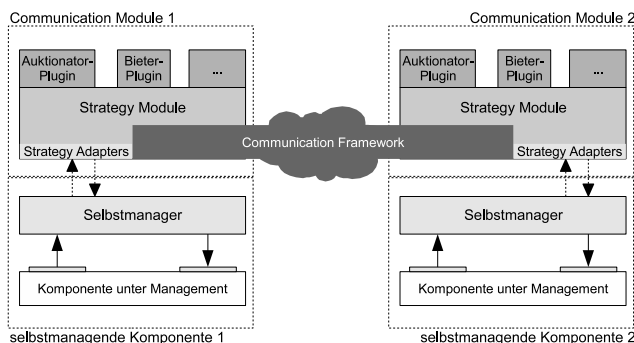 Communication Module 1
Communication Module 2
Auktionator-
Plugin
Bieter-
Plugin
...
Auktionator-
Plugin
Bieter-
Plugin
...
Strategy Module
Strategy Module
Communication Framework
Strategy Adapters
Strategy Adapters
Selbstmanager
Selbstmanager
Komponente unter Management
Komponente unter Management
selbstmanagende Komponente 1
selbstmanagende Komponente 2